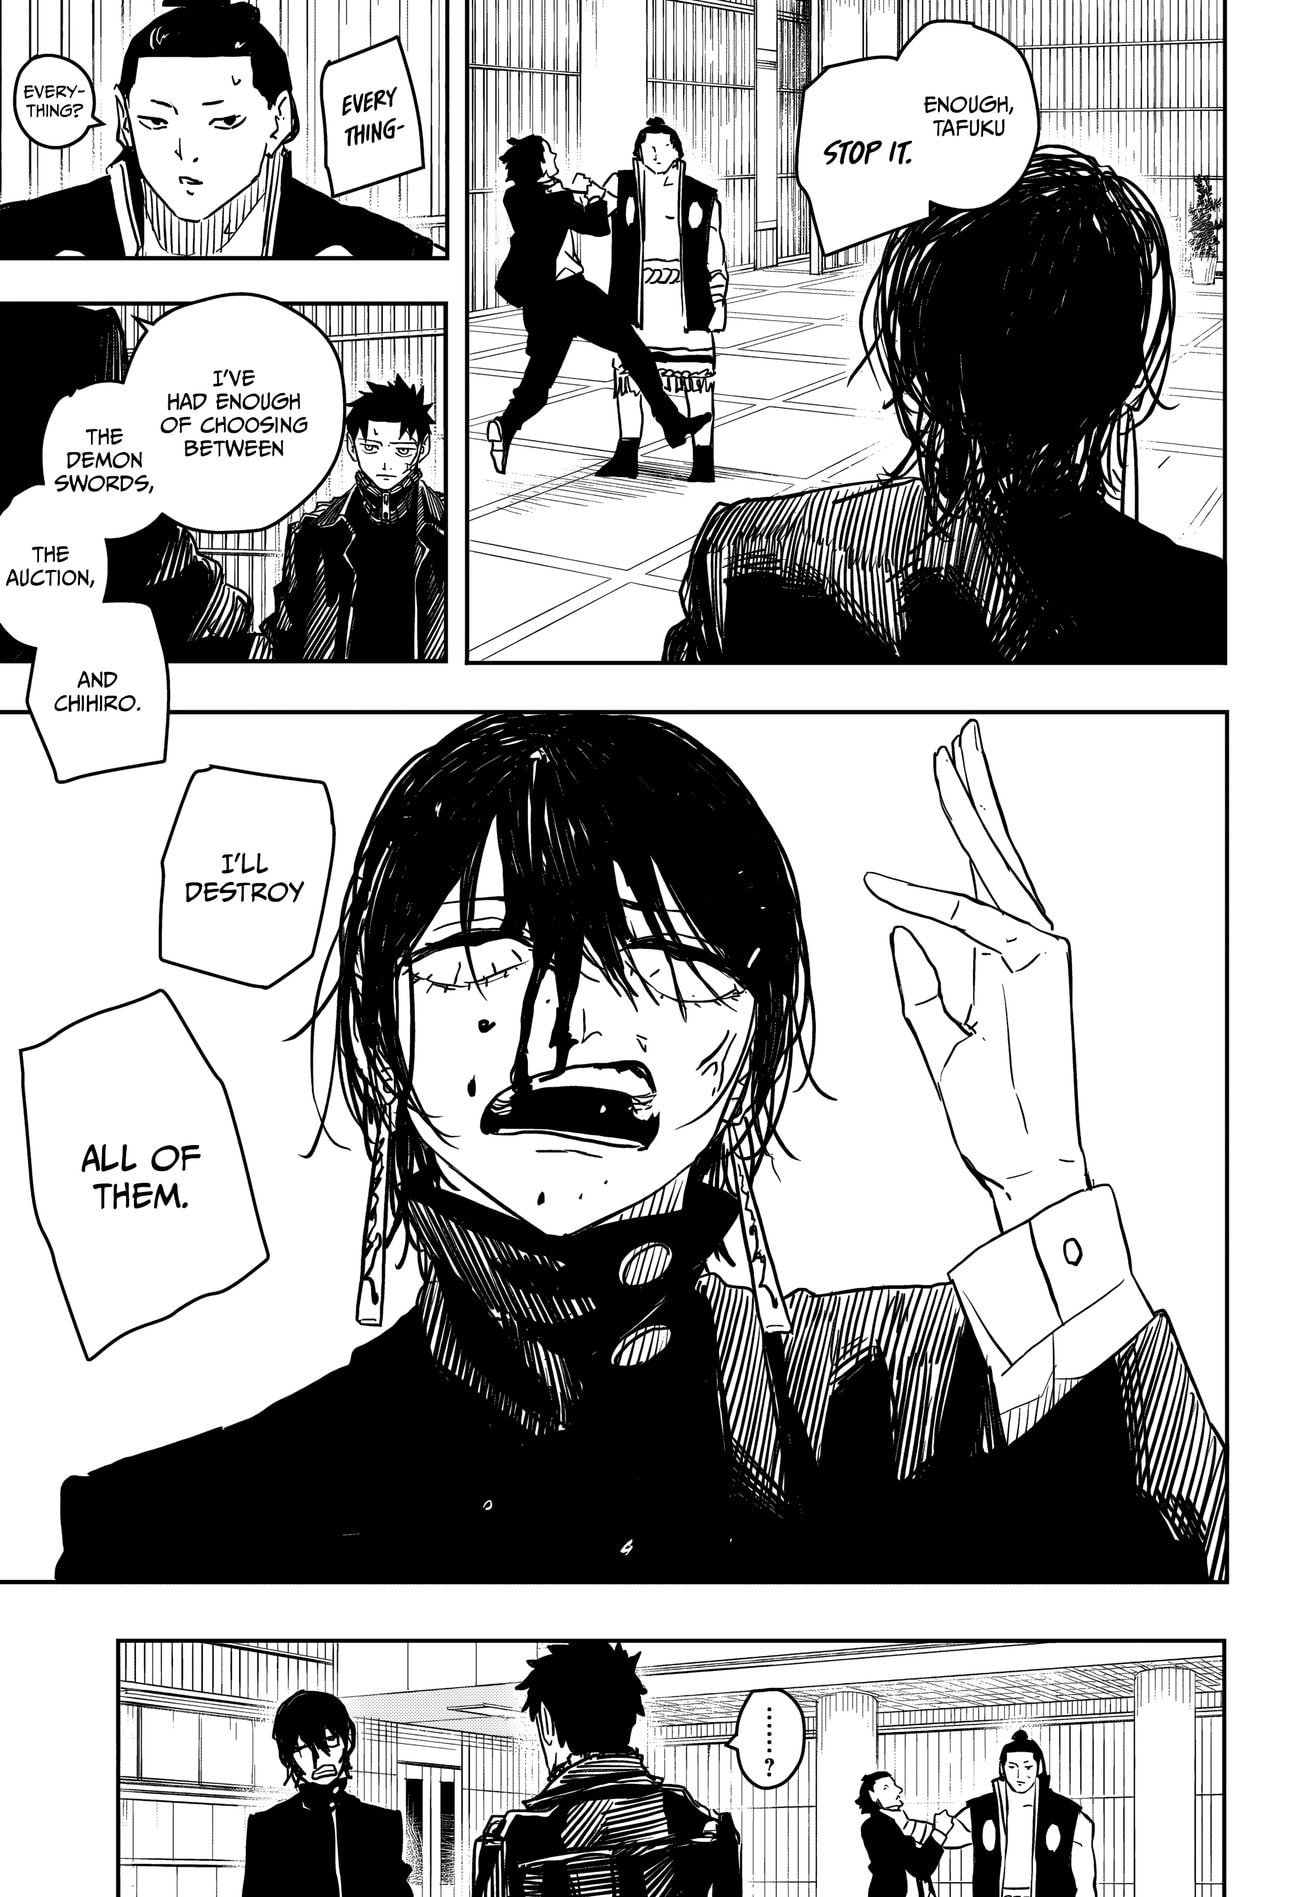 ENOUGH,
TAFUKU
STOP IT.
EVERY
THING-
EVERY-
THING?
I'VE
HAD ENOUGH
OF CHOOSING
BETWEEN
THE
DEMON
SWORDS,
THE
AUCTION,
AND
CHIHIRO.
I'LL
DESTROY
ALL OF
THEM.
......?